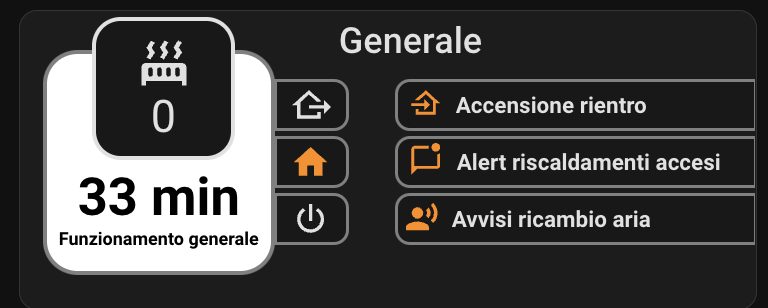 Generale
0
33 min
Funzionamento generale
Accensione rientro
Alert riscaldamenti accesi
Avvisi ricambio aria